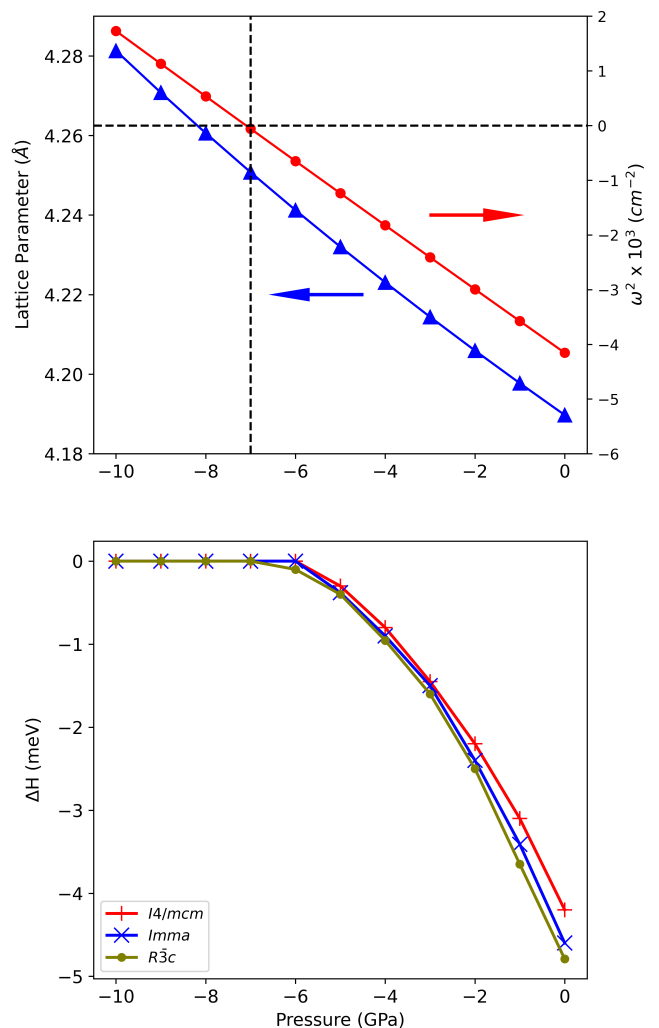 4.28
4.26
4.24
4.22
4.20
4.18
Lattice Parameter (Å)
2
1
0
−1
−2
−3
−4
−5
−6
ω² x 10³ (cm⁻²)
−10 −8 −6 −4 −2 0
0
−1
−2
−3
−4
−5
ΔH (meV)
I4/mcm
Imma
R3̄c
−10 −8 −6 −4 −2 0
Pressure (GPa)